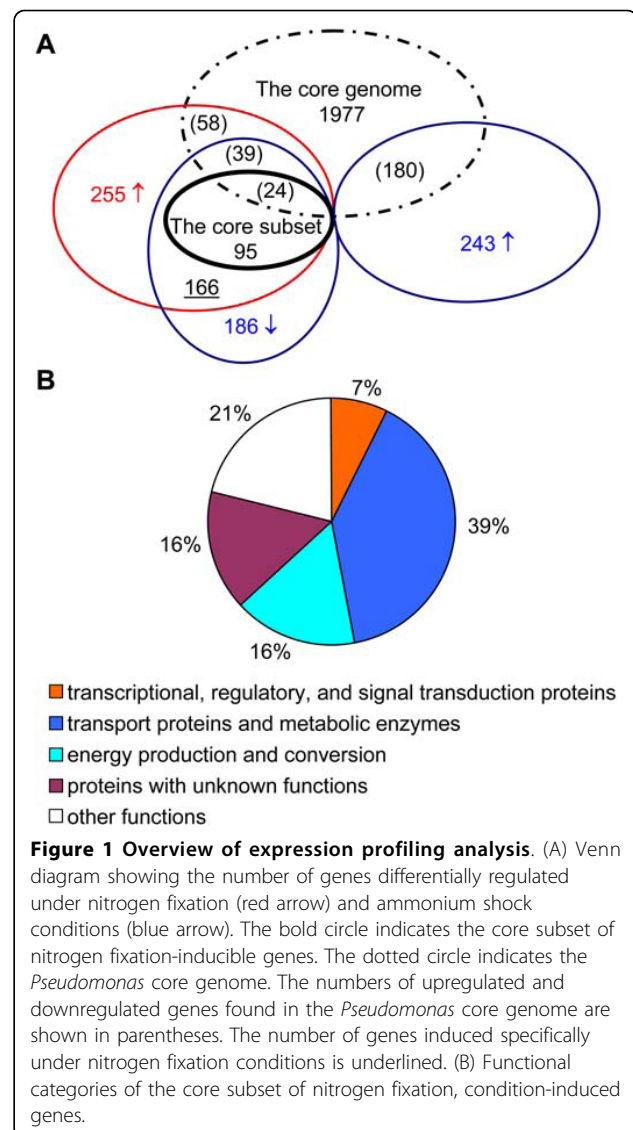 A
The core genome
1977
(58)
(39)
(180)
(24)
255 ↑
The core subset
95
243 ↑
166
186 ↓
B
7%
21%
39%
16%
16%
transcriptional, regulatory, and signal transduction proteins
transport proteins and metabolic enzymes
energy production and conversion
proteins with unknown functions
other functions
Figure 1 Overview of expression profiling analysis. (A) Venn
diagram showing the number of genes differentially regulated
under nitrogen fixation (red arrow) and ammonium shock
conditions (blue arrow). The bold circle indicates the core subset of
nitrogen fixation-inducible genes. The dotted circle indicates the
Pseudomonas core genome. The numbers of upregulated and
downregulated genes found in the Pseudomonas core genome are
shown in parentheses. The number of genes induced specifically
under nitrogen fixation conditions is underlined. (B) Functional
categories of the core subset of nitrogen fixation, condition-induced
genes.